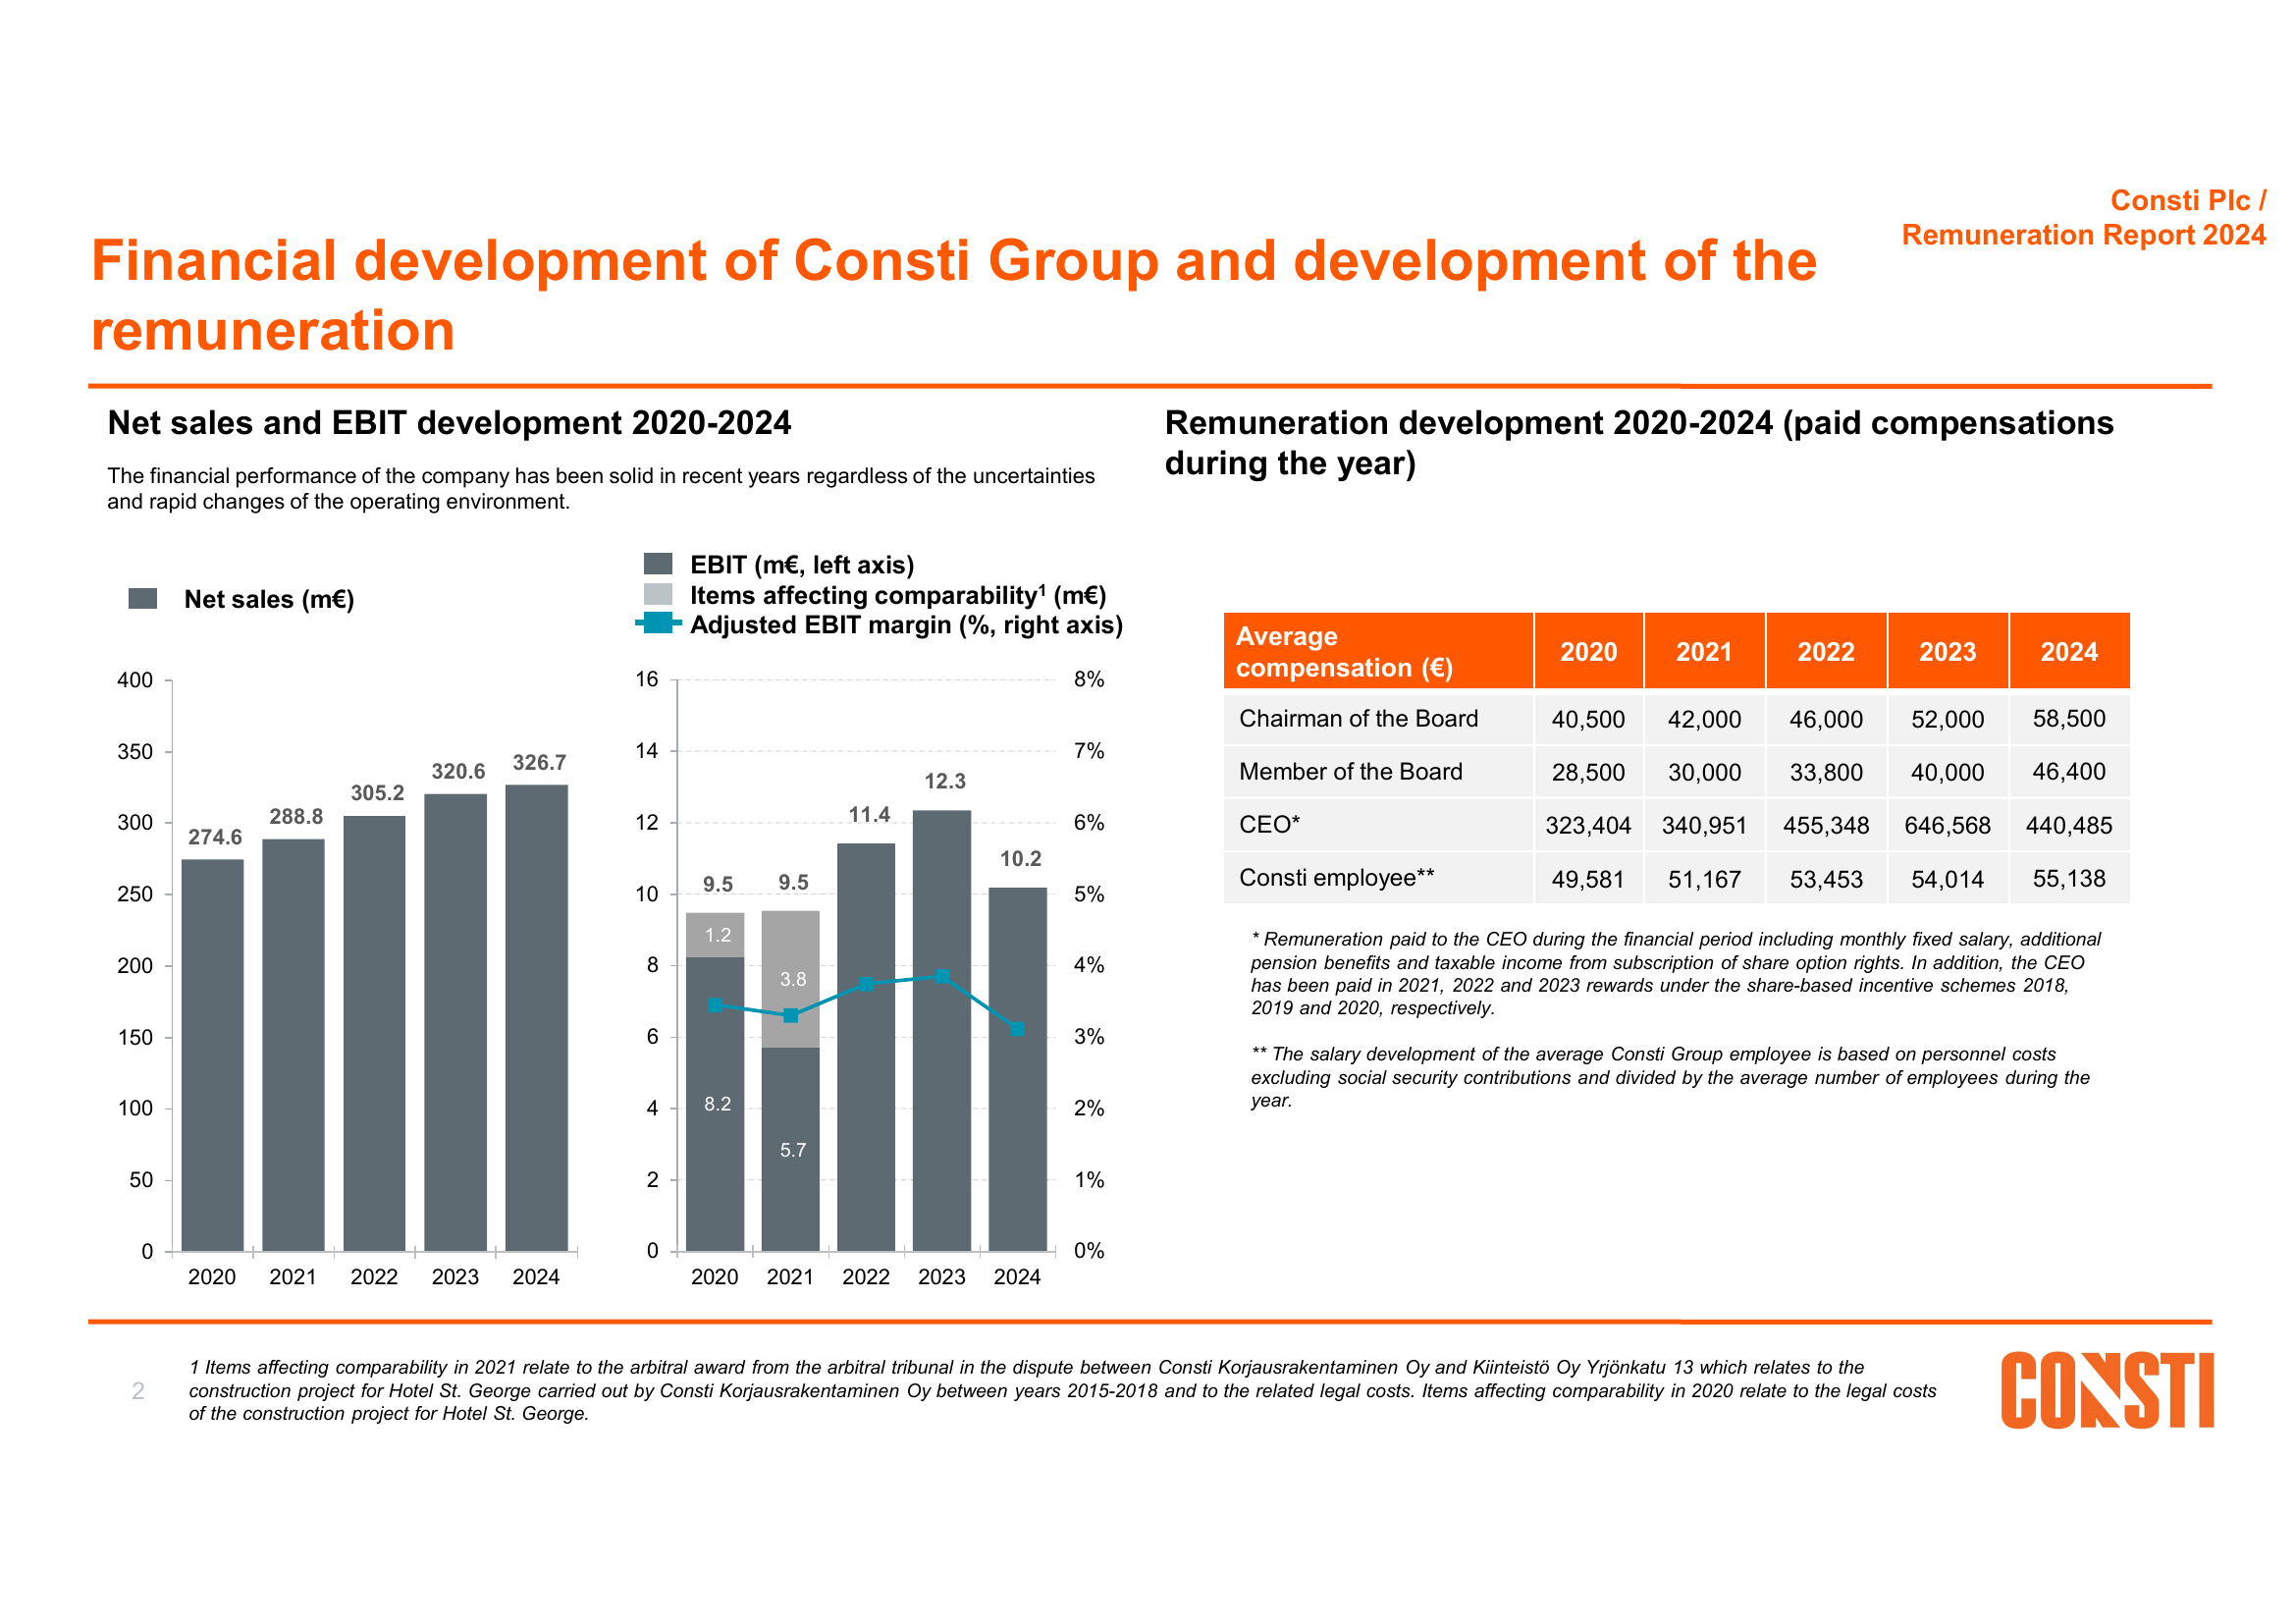 Consti Plc /
Remuneration Report 2024
Financial development of Consti Group and development of the
remuneration
Net sales and EBIT development 2020-2024
The financial performance of the company has been solid in recent years regardless of the uncertainties
and rapid changes of the operating environment.
Net sales (m€)
400
350
300
250
200
150
100
50
0
274.6
288.8
305.2
320.6
326.7
2020 2021 2022 2023 2024
EBIT (m€, left axis)
Items affecting comparability¹ (m€)
Adjusted EBIT margin (%, right axis)
16
14
12
10
8
6
4
2
0
9.5
9.5
11.4
12.3
10.2
1.2
3.8
8.2
5.7
8%
7%
6%
5%
4%
3%
2%
1%
0%
2020 2021 2022 2023 2024
Remuneration development 2020-2024 (paid compensations
during the year)
Average
compensation (€) 2020 2021 2022 2023 2024
Chairman of the Board 40,500 42,000 46,000 52,000 58,500
Member of the Board 28,500 30,000 33,800 40,000 46,400
CEO* 323,404 340,951 455,348 646,568 440,485
Consti employee** 49,581 51,167 53,453 54,014 55,138
* Remuneration paid to the CEO during the financial period including monthly fixed salary, additional
pension benefits and taxable income from subscription of share option rights. In addition, the CEO
has been paid in 2021, 2022 and 2023 rewards under the share-based incentive schemes 2018,
2019 and 2020, respectively.
** The salary development of the average Consti Group employee is based on personnel costs
excluding social security contributions and divided by the average number of employees during the
year.
2
1 Items affecting comparability in 2021 relate to the arbitral award from the arbitral tribunal in the dispute between Consti Korjausrakentaminen Oy and Kiinteistö Oy Yrjönkatu 13 which relates to the
construction project for Hotel St. George carried out by Consti Korjausrakentaminen Oy between years 2015-2018 and to the related legal costs. Items affecting comparability in 2020 relate to the legal costs
of the construction project for Hotel St. George.
CONSTI